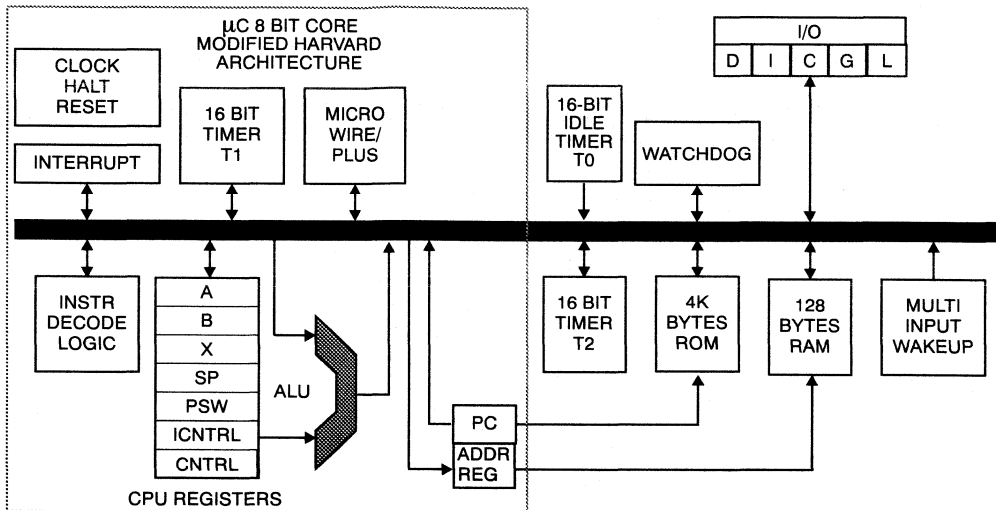 μC 8 BIT CORE
MODIFIED HARVARD
ARCHITECTURE
CLOCK
HALT
RESET
INTERRUPT
16 BIT
TIMER
T1
MICRO
WIRE/
PLUS
16-BIT
IDLE
TIMER
T0
WATCHDOG
I/O
D I C G L
INSTR
DECODE
LOGIC
A
B
X
SP
PSW
ICNTRL
CNTRL
CPU REGISTERS
ALU
PC
ADDR
REG
16 BIT
TIMER
T2
4K
BYTES
ROM
128
BYTES
RAM
MULTI
INPUT
WAKEUP